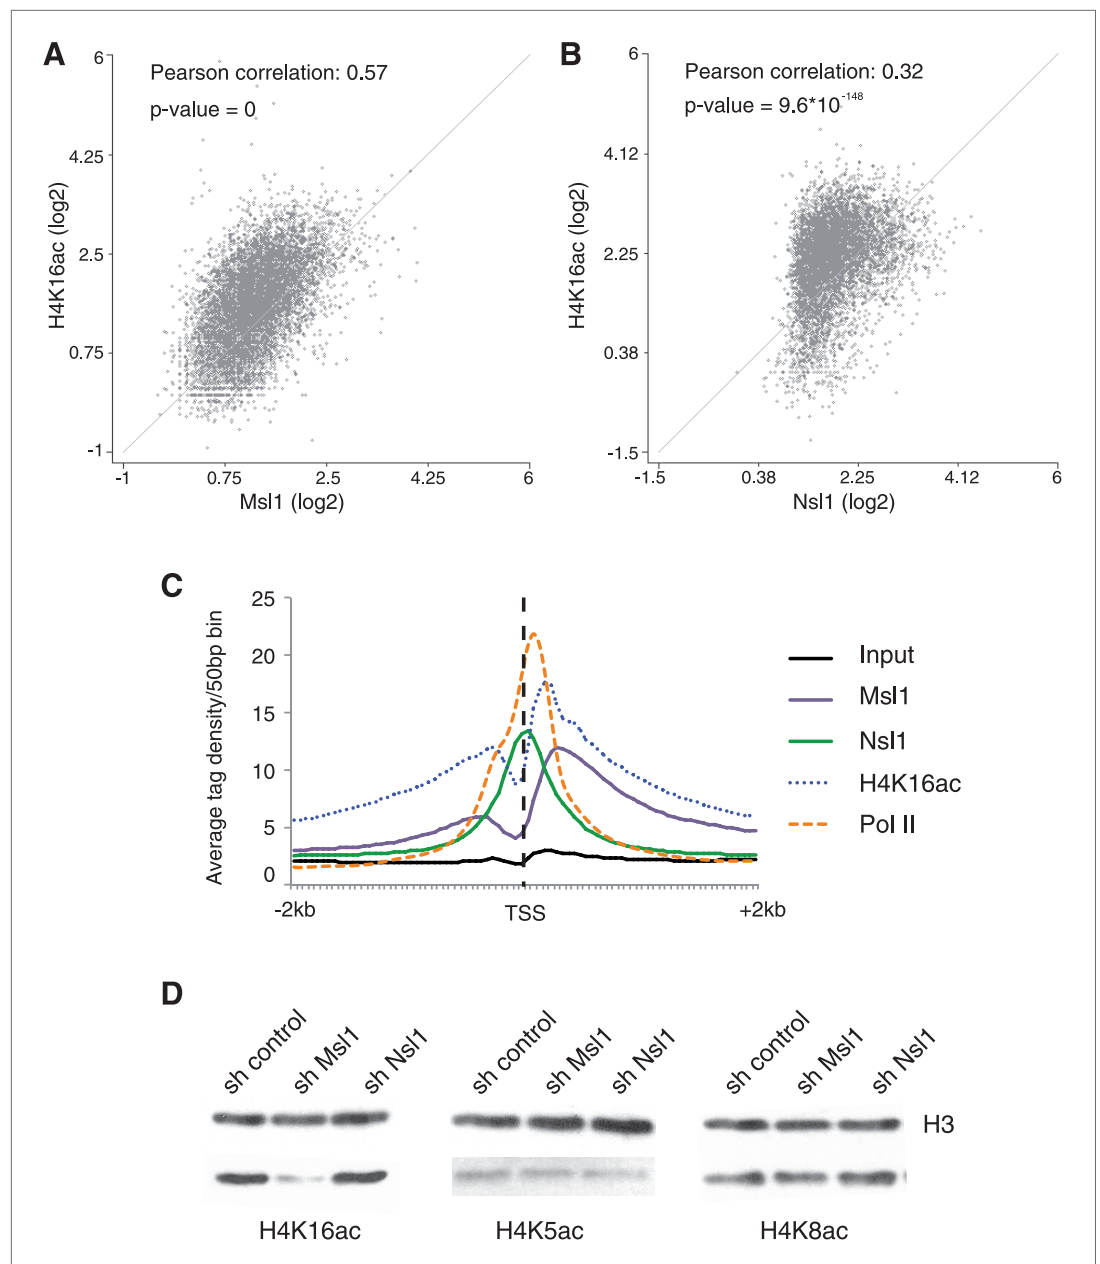 A
Pearson correlation: 0.57
p-value = 0
6
4.25
2.5
0.75
-1
H4K16ac (log2)
-1 0.75 2.5 4.25 6
Msl1 (log2)
B
Pearson correlation: 0.32
p-value = 9.6*10^-148
6
4.12
2.25
0.38
-1.5
H4K16ac (log2)
-1.5 0.38 2.25 4.12 6
Nsl1 (log2)
C
Average tag density/50bp bin
25
20
15
10
5
0
-2kb TSS +2kb
Input
Msl1
Nsl1
H4K16ac
Pol II
D
sh control sh Msl1 sh Nsl1
sh control sh Msl1 sh Nsl1
sh control sh Msl1 sh Nsl1
H3
H4K16ac H4K5ac H4K8ac